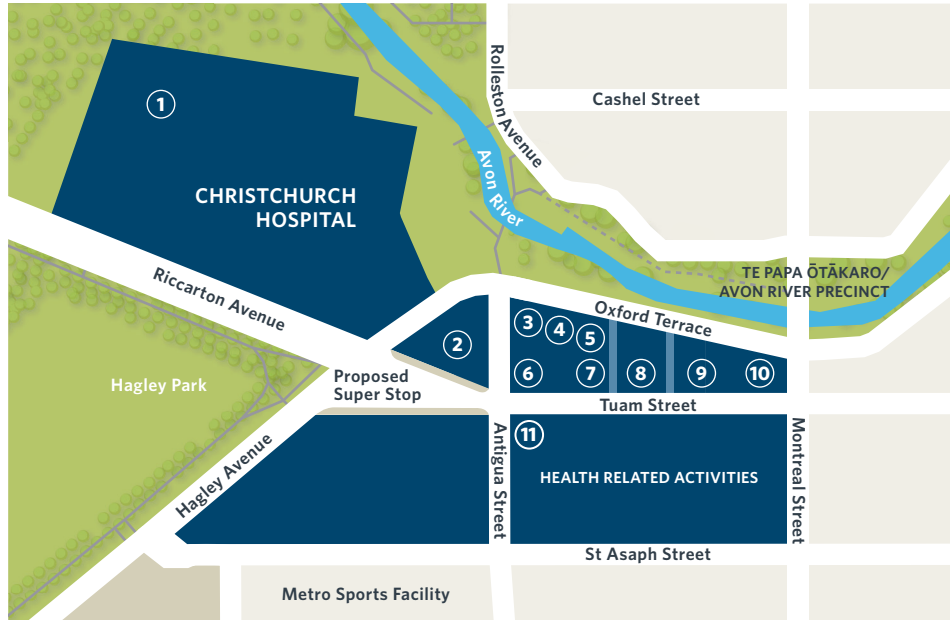 Rolleston Avenue
Cashel Street
1
CHRISTCHURCH
HOSPITAL
Avon River
Riccarton Avenue
TE PAPA ŌTĀKARO/
AVON RIVER PRECINCT
Oxford Terrace
3
4
5
2
6
7
8
9
10
Hagley Park
Proposed
Super Stop
Tuam Street
Hagley Avenue
Antigua Street
11
HEALTH RELATED ACTIVITIES
Montreal Street
St Asaph Street
Metro Sports Facility